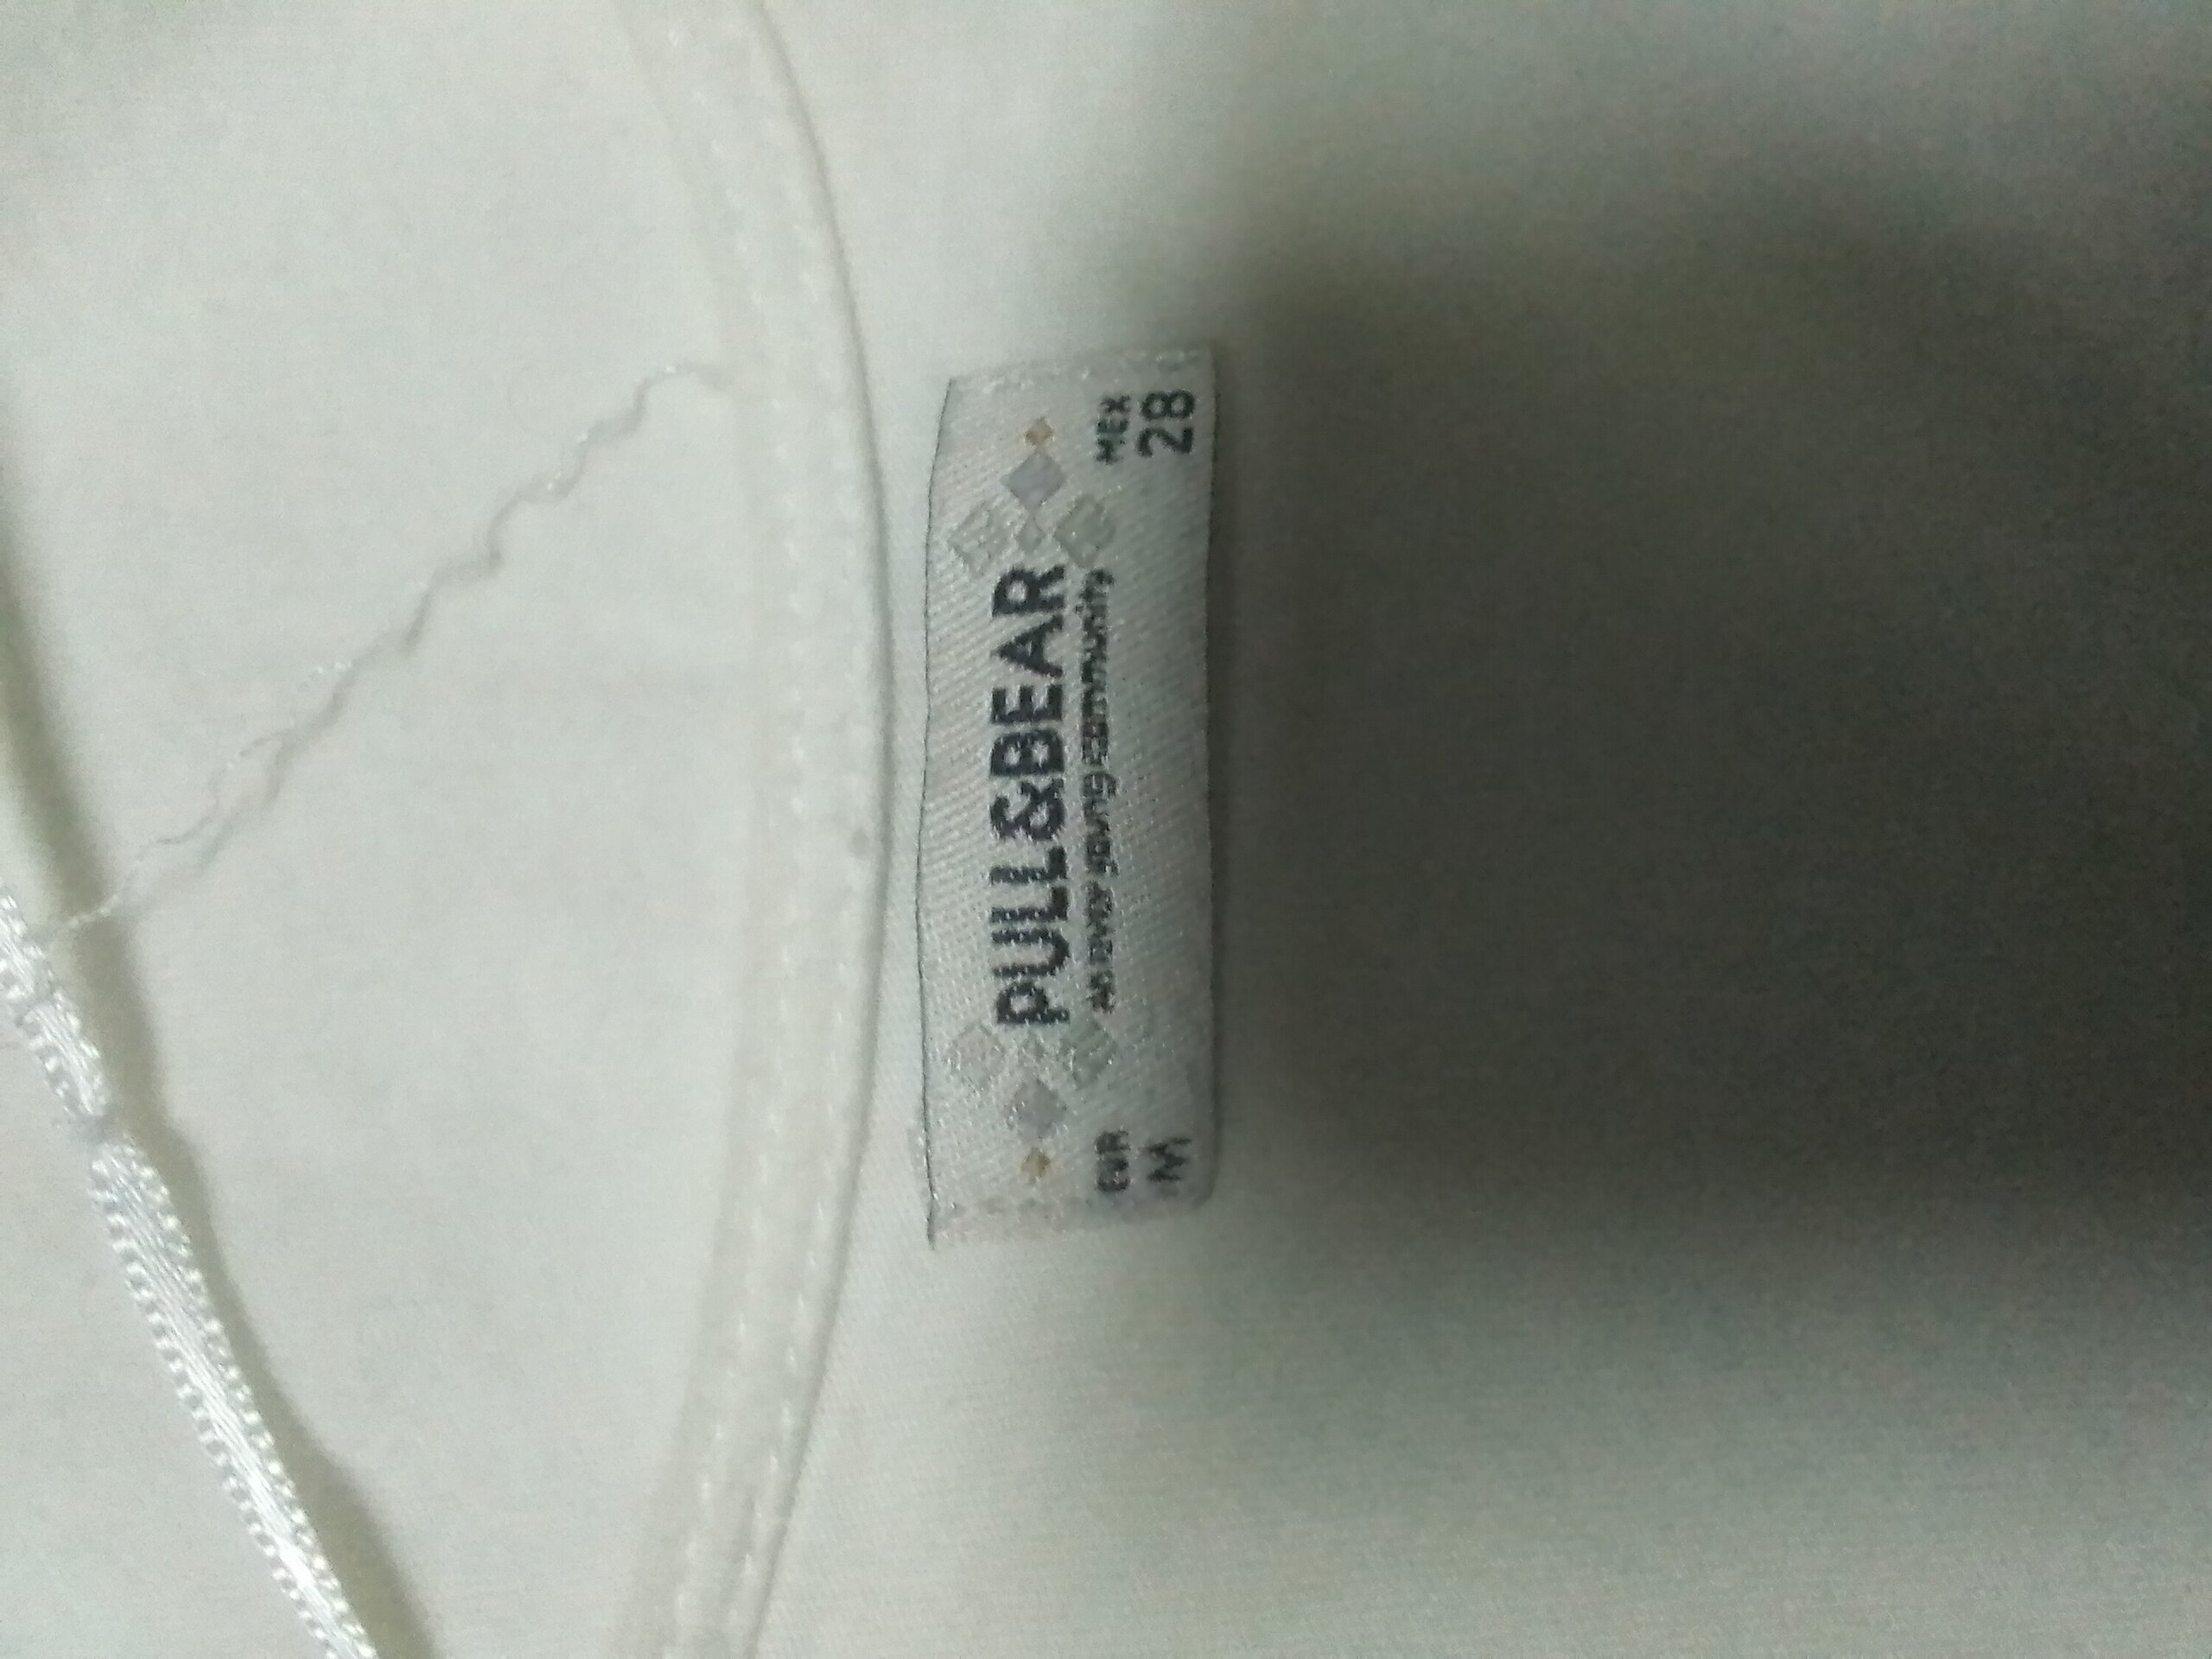 PULL&BEAR
An ever young community
EUR
M
MEX
28